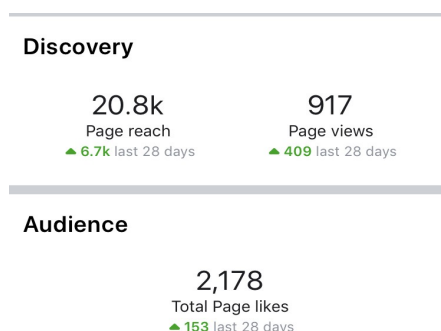 Discovery
20.8k 917
Page reach Page views
6.7k last 28 days 409 last 28 days
Audience
2,178
Total Page likes
153 last 28 days